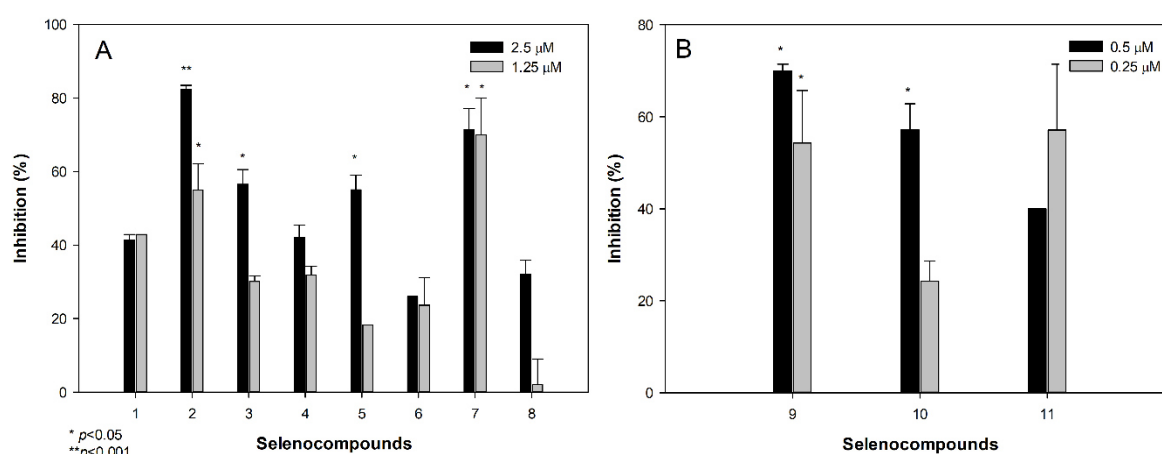 A
2.5 µM
1.25 µM
Inhibition (%)
100
80
60
40
20
0
**
*
*
*
* *
1 2 3 4 5 6 7 8
Selenocompounds
* p<0.05
**p<0.001
B
0.5 µM
0.25 µM
Inhibition (%)
80
60
40
20
0
*
*
*
9 10 11
Selenocompounds